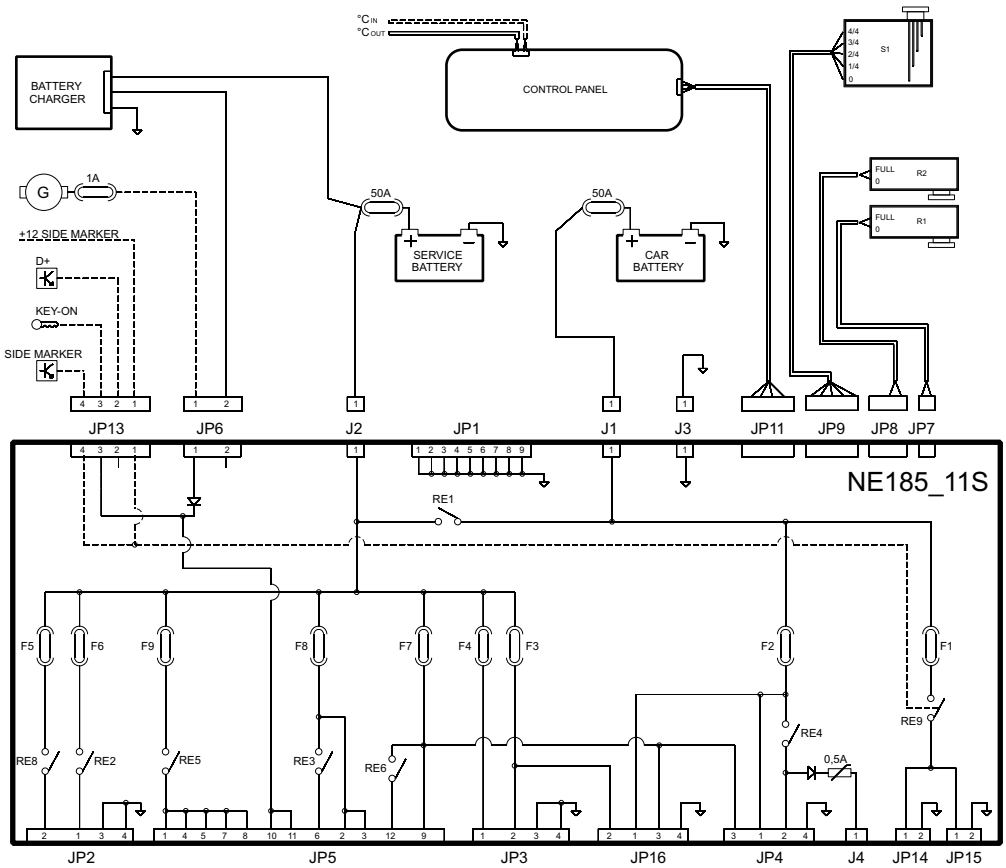 °C IN
°C OUT
BATTERY
CHARGER
CONTROL PANEL
4/4
3/4
2/4
1/4
0
S1
FULL
0
R2
FULL
0
R1
G
1A
50A
50A
+12 SIDE MARKER
SERVICE
BATTERY
CAR
BATTERY
D+
KEY-ON
SIDE MARKER
4 3 2 1
1 2
1
1
1
JP13
JP6
J2
JP1
J1
J3
JP11
JP9
JP8
JP7
4 3 2 1
1 2
1
1 2 3 4 5 6 7 8 9
1
1
NE185_11S
RE1
F5
F6
F9
F8
F7
F4
F3
F2
F1
RE9
RE4
RE8
RE2
RE5
RE3
RE6
0,5A
2 1 3 4
1 4 5 7 8 10 11 6 2 3 12 9
1 2 3 4
2 1 3 4
3 1 2 4
1
1 2
1 2
JP2
JP5
JP3
JP16
JP4
J4
JP14
JP15